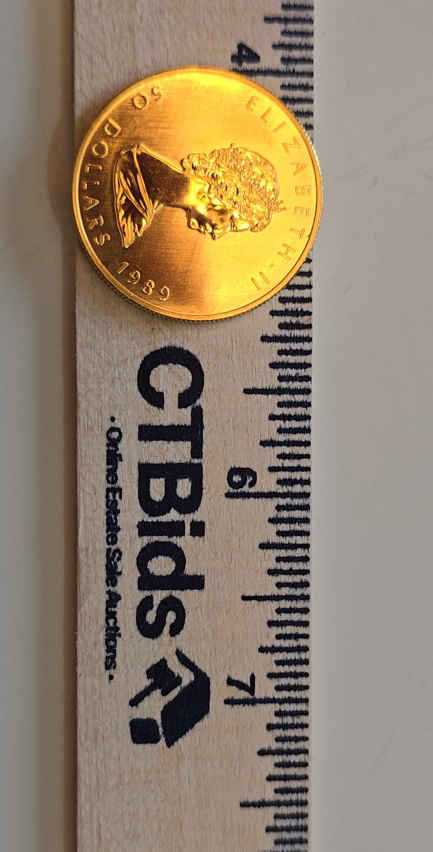 ELIZABETH II
50 DOLLARS 1989
4
6
7
CTBids
· Online Estate Sale Auctions ·